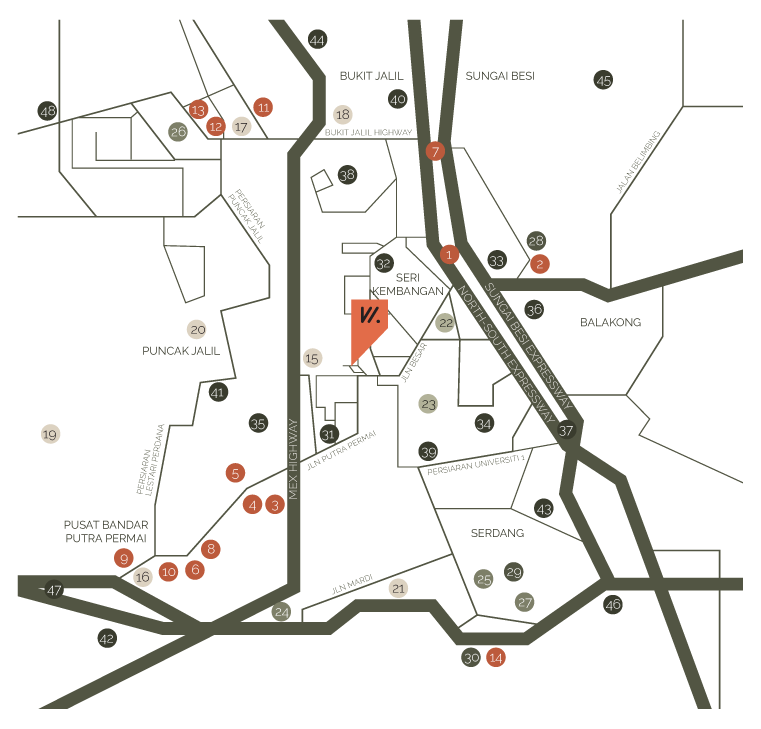 44
BUKIT JALIL
SUNGAI BESI
45
40
48
13
11
18
12
17
26
BUKIT JALIL HIGHWAY
7
JALAN BELIMBING
38
PERSIARAN
PUNCAK JALIL
28
1
33
2
32
SERI
KEMBANGAN
NORTH-SOUTH EXPRESSWAY
SUNGAI BESI EXPRESSWAY
36
BALAKONG
VI.
22
20
PUNCAK JALIL
15
JLN BESAR
41
23
35
34
19
31
37
JLN PUTRA PERMAI
39
PERSIARAN UNIVERSITI 1
PERSIARAN
LESTARI PERDANA
MEX HIGHWAY
5
4
3
43
PUSAT BANDAR
PUTRA PERMAI
SERDANG
8
9
10
6
16
JLN MARDI
25
29
21
47
27
46
24
42
30
14